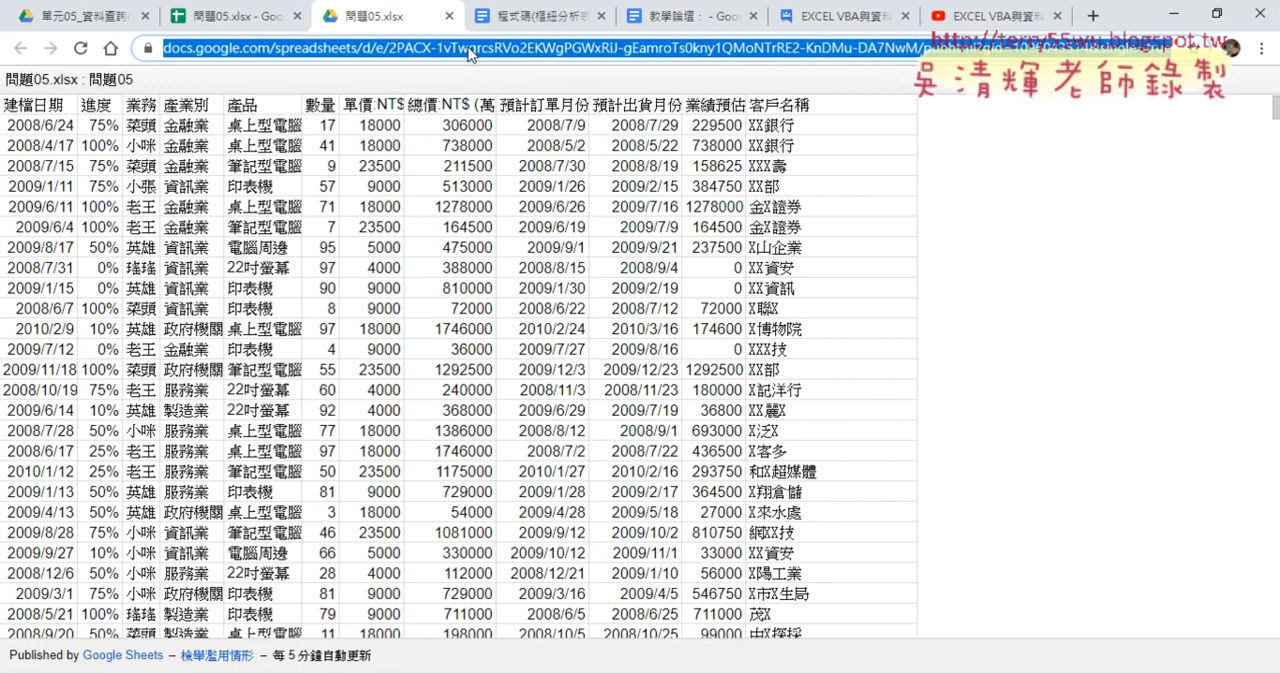 單元05_資料查詢( 問題05.xlsx - Goo 問題05.xlsx 程式碼(樞紐分析 教學論壇： - Goo EXCEL VBA與資料 EXCEL VBA與資料
docs.google.com/spreadsheets/d/e/2PACX-1vTwqrcsRVo2EKWgPGWxRiJ-gEamroTs0kny1QMoNTrRE2-KnDMu-DA7NwM/
http://terry55wu.blogspot.tw
吳清輝老師錄製
問題05.xlsx : 問題05
建檔日期 進度 業務 產業別 產品 數量 單價:NT$ 總價:NT$ (萬 預計訂單月份 預計出貨月份 業績預估 客戶名稱
2008/6/24 75% 菜頭 金融業 桌上型電腦 17 18000 306000 2008/7/9 2008/7/29 229500 XX銀行
2008/4/17 100% 小咪 金融業 桌上型電腦 41 18000 738000 2008/5/2 2008/5/22 738000 XX銀行
2008/7/15 75% 菜頭 金融業 筆記型電腦 9 23500 211500 2008/7/30 2008/8/19 158625 XXX壽
2009/1/11 75% 小張 資訊業 印表機 57 9000 513000 2009/1/26 2009/2/15 384750 XX部
2009/6/11 100% 老王 金融業 桌上型電腦 71 18000 1278000 2009/6/26 2009/7/16 1278000 金X證券
2009/6/4 100% 老王 金融業 筆記型電腦 7 23500 164500 2009/6/19 2009/7/9 164500 金X證券
2009/8/17 50% 英雄 資訊業 電腦周邊 95 5000 475000 2009/9/1 2009/9/21 237500 X山企業
2008/7/31 0% 瑤瑤 資訊業 22吋螢幕 97 4000 388000 2008/8/15 2008/9/4 0 XX資安
2009/1/15 0% 英雄 資訊業 印表機 90 9000 810000 2009/1/30 2009/2/19 0 XX資訊
2008/6/7 100% 菜頭 資訊業 印表機 8 9000 72000 2008/6/22 2008/7/12 72000 X聯X
2010/2/9 10% 英雄 政府機關 桌上型電腦 97 18000 1746000 2010/2/24 2010/3/16 174600 X博物院
2009/7/12 0% 老王 金融業 印表機 4 9000 36000 2009/7/27 2009/8/16 0 XXX技
2009/11/18 100% 菜頭 政府機關 筆記型電腦 55 23500 1292500 2009/12/3 2009/12/23 1292500 XX部
2008/10/19 75% 老王 服務業 22吋螢幕 60 4000 240000 2008/11/3 2008/11/23 180000 X記洋行
2009/6/14 10% 英雄 製造業 22吋螢幕 92 4000 368000 2009/6/29 2009/7/19 36800 XX麗X
2008/7/28 50% 小咪 服務業 桌上型電腦 77 18000 1386000 2008/8/12 2008/9/1 693000 X泛X
2008/6/17 25% 老王 服務業 桌上型電腦 97 18000 1746000 2008/7/2 2008/7/22 436500 X客多
2010/1/12 25% 老王 服務業 筆記型電腦 50 23500 1175000 2010/1/27 2010/2/16 293750 和X超媒體
2009/1/13 50% 英雄 服務業 印表機 81 9000 729000 2009/1/28 2009/2/17 364500 X翔倉儲
2009/4/13 50% 英雄 政府機關 桌上型電腦 3 18000 54000 2009/4/28 2009/5/18 27000 X來水處
2009/8/28 75% 小咪 資訊業 筆記型電腦 46 23500 1081000 2009/9/12 2009/10/2 810750 網XX技
2009/9/27 10% 小咪 資訊業 電腦周邊 66 5000 330000 2009/10/12 2009/11/1 33000 XX資安
2008/12/6 50% 小咪 服務業 22吋螢幕 28 4000 112000 2008/12/21 2009/1/10 56000 X陽工業
2009/3/1 75% 小咪 政府機關 印表機 81 9000 729000 2009/3/16 2009/4/5 546750 X市X生局
2008/5/21 100% 瑤瑤 製造業 印表機 79 9000 711000 2008/6/5 2008/6/25 711000 茂X
2008/9/20 50% 菜頭 製造業 桌上型電腦 11 18000 198000 2008/10/5 2008/10/25 99000 中X探採
Published by Google Sheets – 檢舉濫用情形 – 每 5 分鐘自動更新